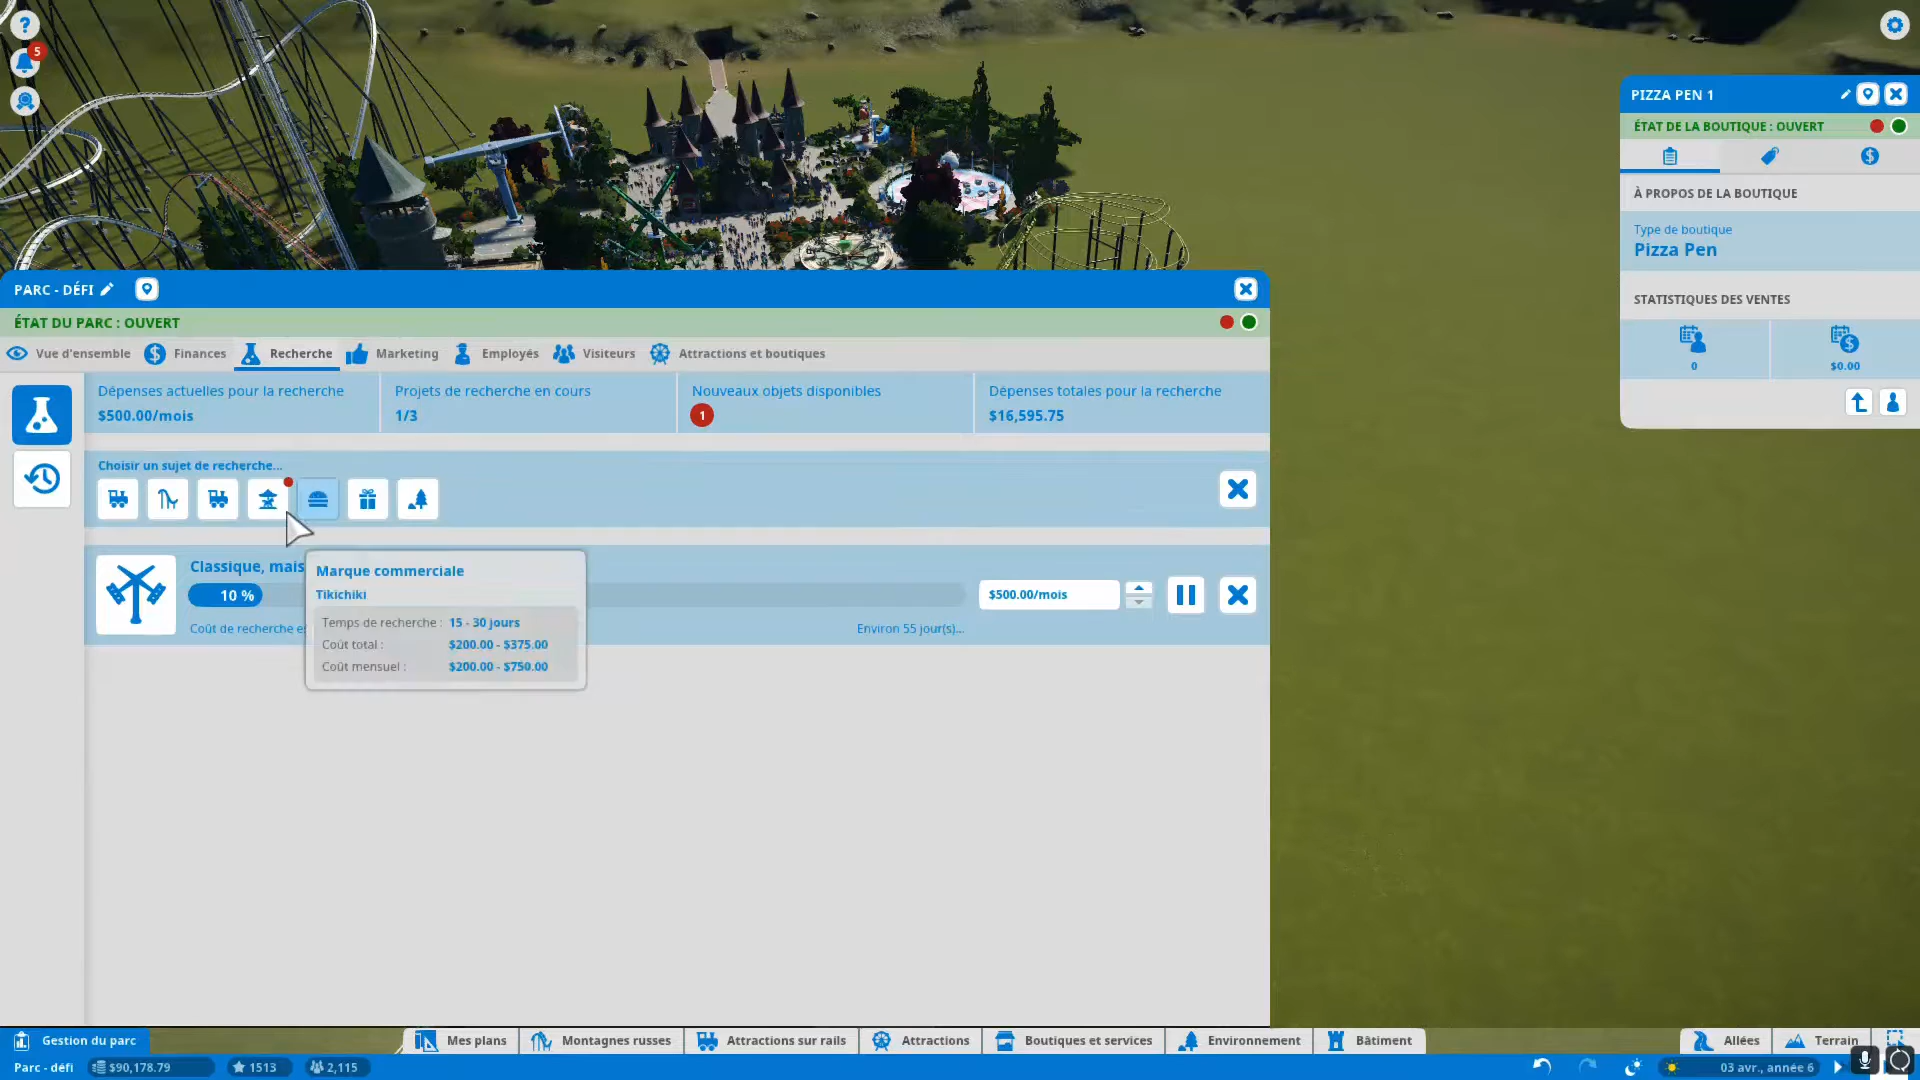 ?
5
PIZZA PEN 1
ÉTAT DE LA BOUTIQUE : OUVERT
À PROPOS DE LA BOUTIQUE
Type de boutique
Pizza Pen
STATISTIQUES DES VENTES
0
$0.00
PARC - DÉFI
ÉTAT DU PARC : OUVERT
Vue d'ensemble
Finances
Recherche
Marketing
Employés
Visiteurs
Attractions et boutiques
Dépenses actuelles pour la recherche
$500.00/mois
Projets de recherche en cours
1/3
Nouveaux objets disponibles
1
Dépenses totales pour la recherche
$16,595.75
Choisir un sujet de recherche...
Classique, mais
10 %
$500.00/mois
Coût de recherche es
Environ 55 jour(s)...
Marque commerciale
Tikichiki
Temps de recherche : 15 - 30 jours
Coût total : $200.00 - $375.00
Coût mensuel : $200.00 - $750.00
Gestion du parc
Mes plans
Montagnes russes
Attractions sur rails
Attractions
Boutiques et services
Environnement
Bâtiment
Allées
Terrain
Parc - défi
$90,178.79
1513
2,115
03 avr., année 6